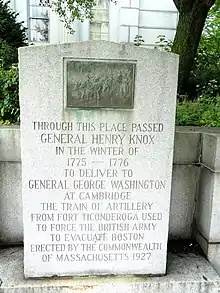 THROUGH THIS PLACE PASSED
GENERAL HENRY KNOX
IN THE WINTER OF
1775 — 1776
TO DELIVER TO
GENERAL GEORGE WASHINGTON
AT CAMBRIDGE
THE TRAIN OF ARTILLERY
FROM FORT TICONDEROGA USED
TO FORCE THE BRITISH ARMY
TO EVACUATE BOSTON
ERECTED BY THE COMMONWEALTH
OF MASSACHUSETTS 1927